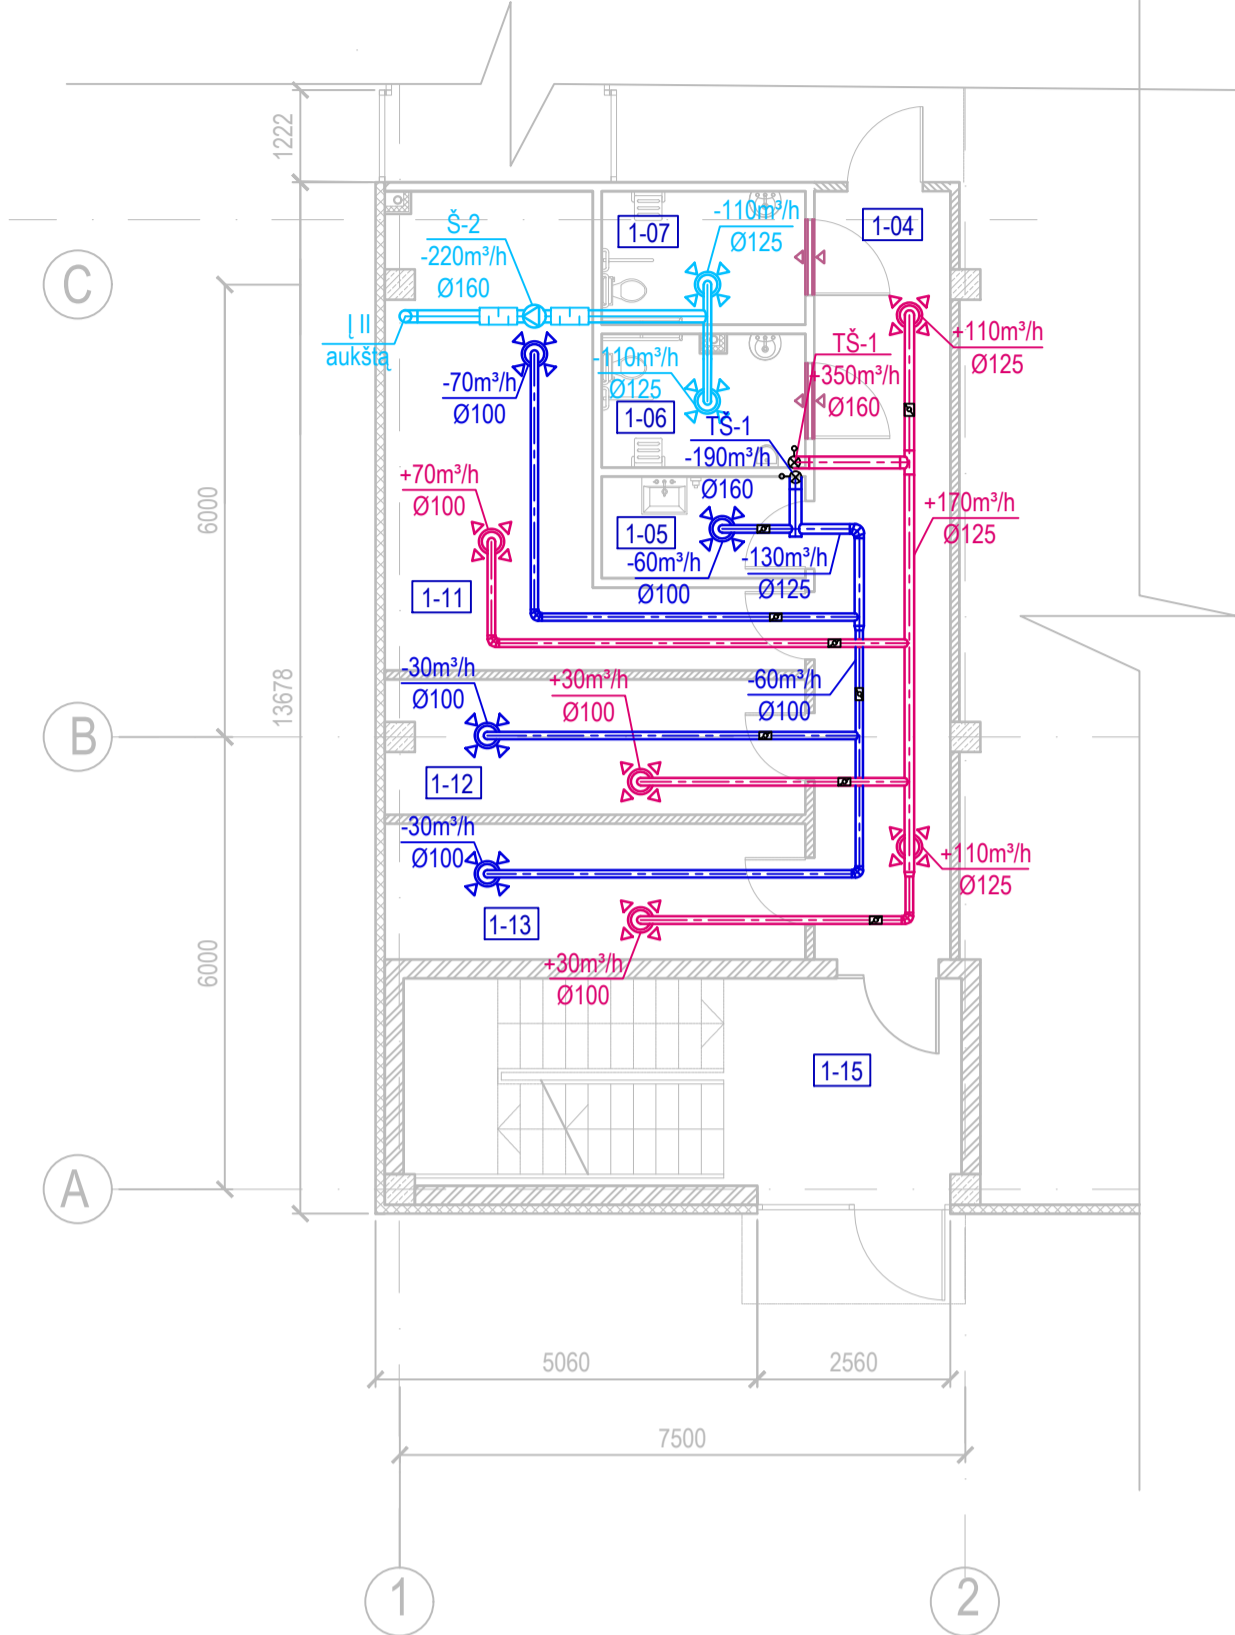 1222
1-07
-110m³/h
Ø125
1-04
Š-2
-220m³/h
Ø160
C
Į II
aukštą
+110m³/h
Ø125
TŠ-1
+350m³/h
Ø160
-110m³/h
Ø125
-70m³/h
Ø100
1-06
TŠ-1
-190m³/h
Ø160
+70m³/h
Ø100
6000
+170m³/h
Ø125
1-05
-60m³/h
Ø100
-130m³/h
Ø125
1-11
13678
-30m³/h
Ø100
+30m³/h
Ø100
-60m³/h
Ø100
B
1-12
-30m³/h
Ø100
+110m³/h
Ø125
1-13
6000
+30m³/h
Ø100
1-15
A
5060
2560
7500
1
2